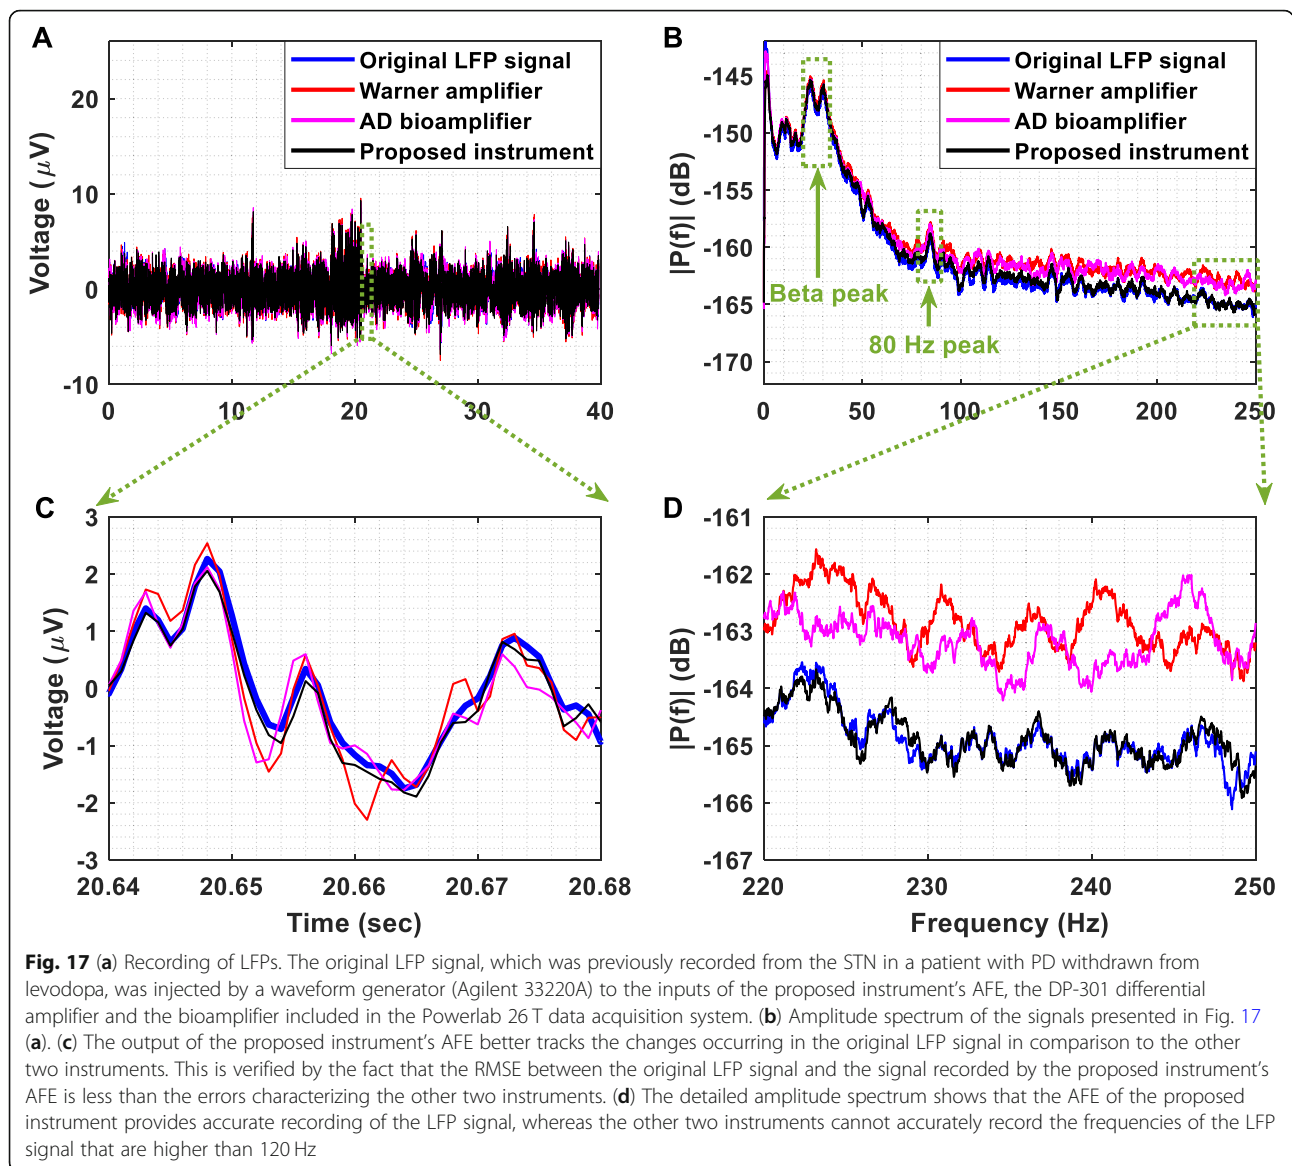 A
Original LFP signal
Warner amplifier
AD bioamplifier
Proposed instrument
Voltage (μV)
20
10
0
-10
0 10 20 30 40
B
Original LFP signal
Warner amplifier
AD bioamplifier
Proposed instrument
|P(f)| (dB)
-145
-150
-155
-160
-165
-170
Beta peak
80 Hz peak
0 50 100 150 200 250
C
Voltage (μV)
3
2
1
0
-1
-2
-3
20.64 20.65 20.66 20.67 20.68
Time (sec)
D
|P(f)| (dB)
-161
-162
-163
-164
-165
-166
-167
220 230 240 250
Frequency (Hz)
Fig. 17 (a) Recording of LFPs. The original LFP signal, which was previously recorded from the STN in a patient with PD withdrawn from
levodopa, was injected by a waveform generator (Agilent 33220A) to the inputs of the proposed instrument's AFE, the DP-301 differential
amplifier and the bioamplifier included in the Powerlab 26 T data acquisition system. (b) Amplitude spectrum of the signals presented in Fig. 17
(a). (c) The output of the proposed instrument's AFE better tracks the changes occurring in the original LFP signal in comparison to the other
two instruments. This is verified by the fact that the RMSE between the original LFP signal and the signal recorded by the proposed instrument's
AFE is less than the errors characterizing the other two instruments. (d) The detailed amplitude spectrum shows that the AFE of the proposed
instrument provides accurate recording of the LFP signal, whereas the other two instruments cannot accurately record the frequencies of the LFP
signal that are higher than 120 Hz